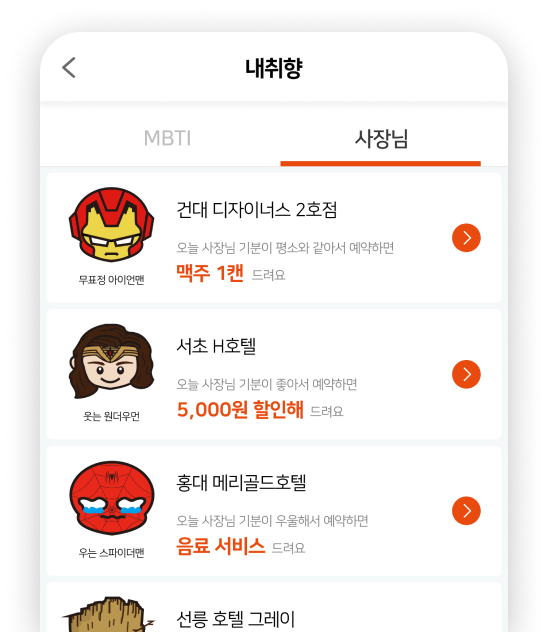 내취향
MBTI
사장님
건대 디자이너스 2호점
오늘 사장님 기분이 평소와 같아서 예약하면
맥주 1캔 드려요
무표정 아이언맨
서초 H호텔
오늘 사장님 기분이 좋아서 예약하면
5,000원 할인해 드려요
웃는 원더우먼
홍대 메리골드호텔
오늘 사장님 기분이 우울해서 예약하면
음료 서비스 드려요
우는 스파이더맨
선릉 호텔 그레이